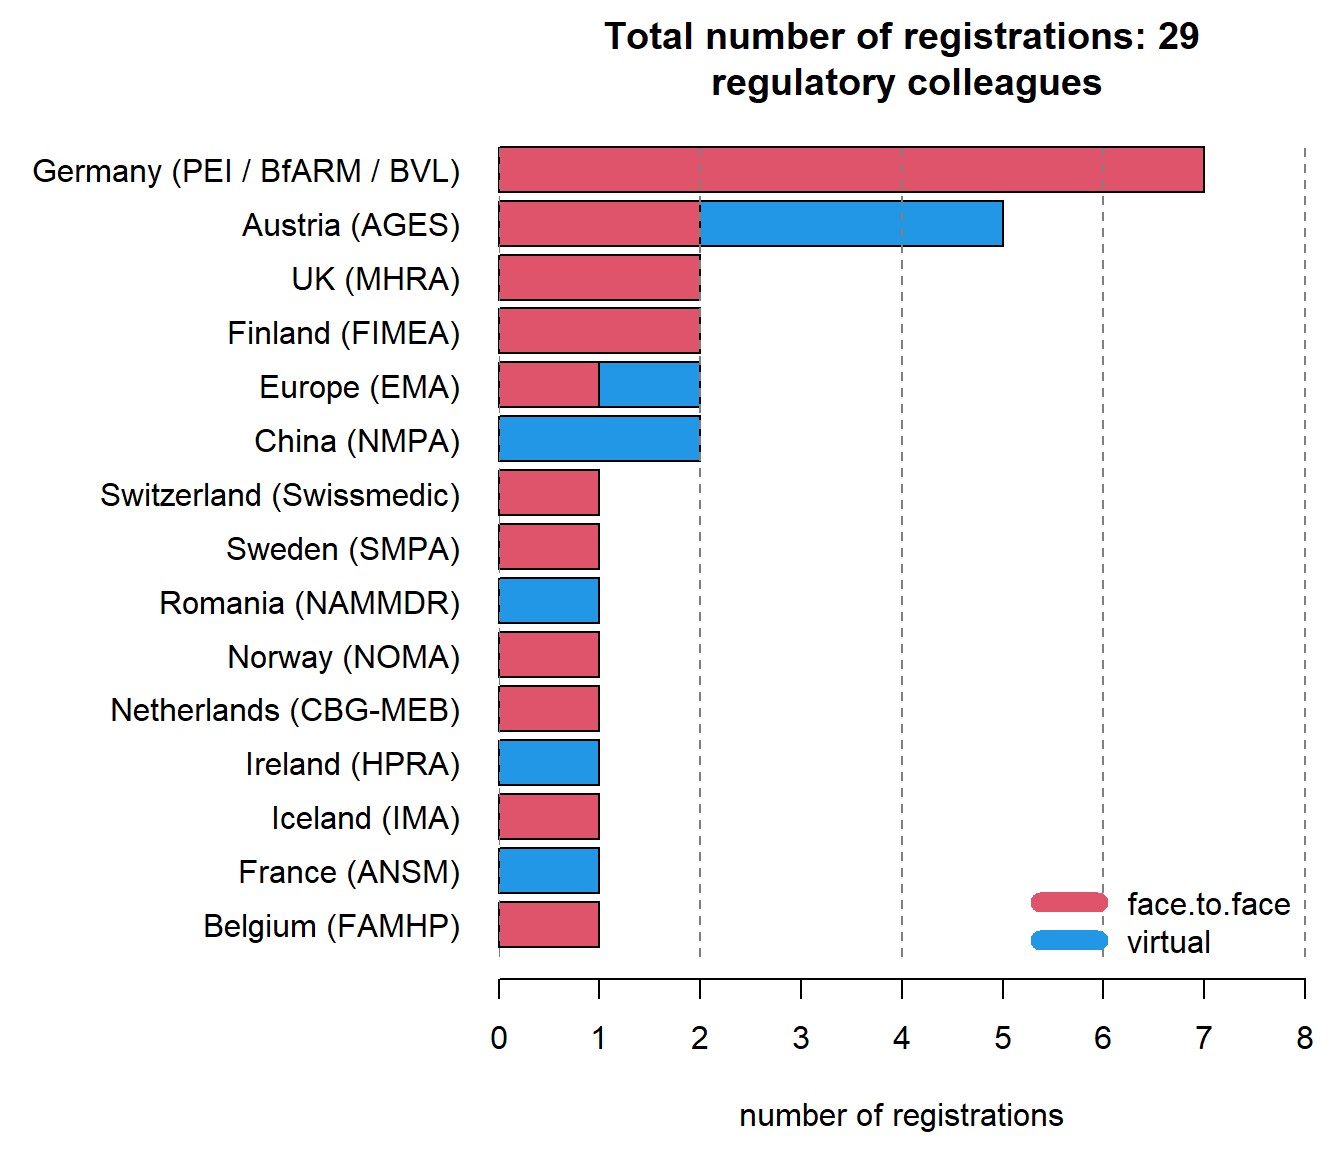 Total number of registrations: 29
regulatory colleagues
Germany (PEI / BfARM / BVL)
Austria (AGES)
UK (MHRA)
Finland (FIMEA)
Europe (EMA)
China (NMPA)
Switzerland (Swissmedic)
Sweden (SMPA)
Romania (NAMMDR)
Norway (NOMA)
Netherlands (CBG-MEB)
Ireland (HPRA)
Iceland (IMA)
France (ANSM)
Belgium (FAMHP)
face.to.face
virtual
0 1 2 3 4 5 6 7 8
number of registrations